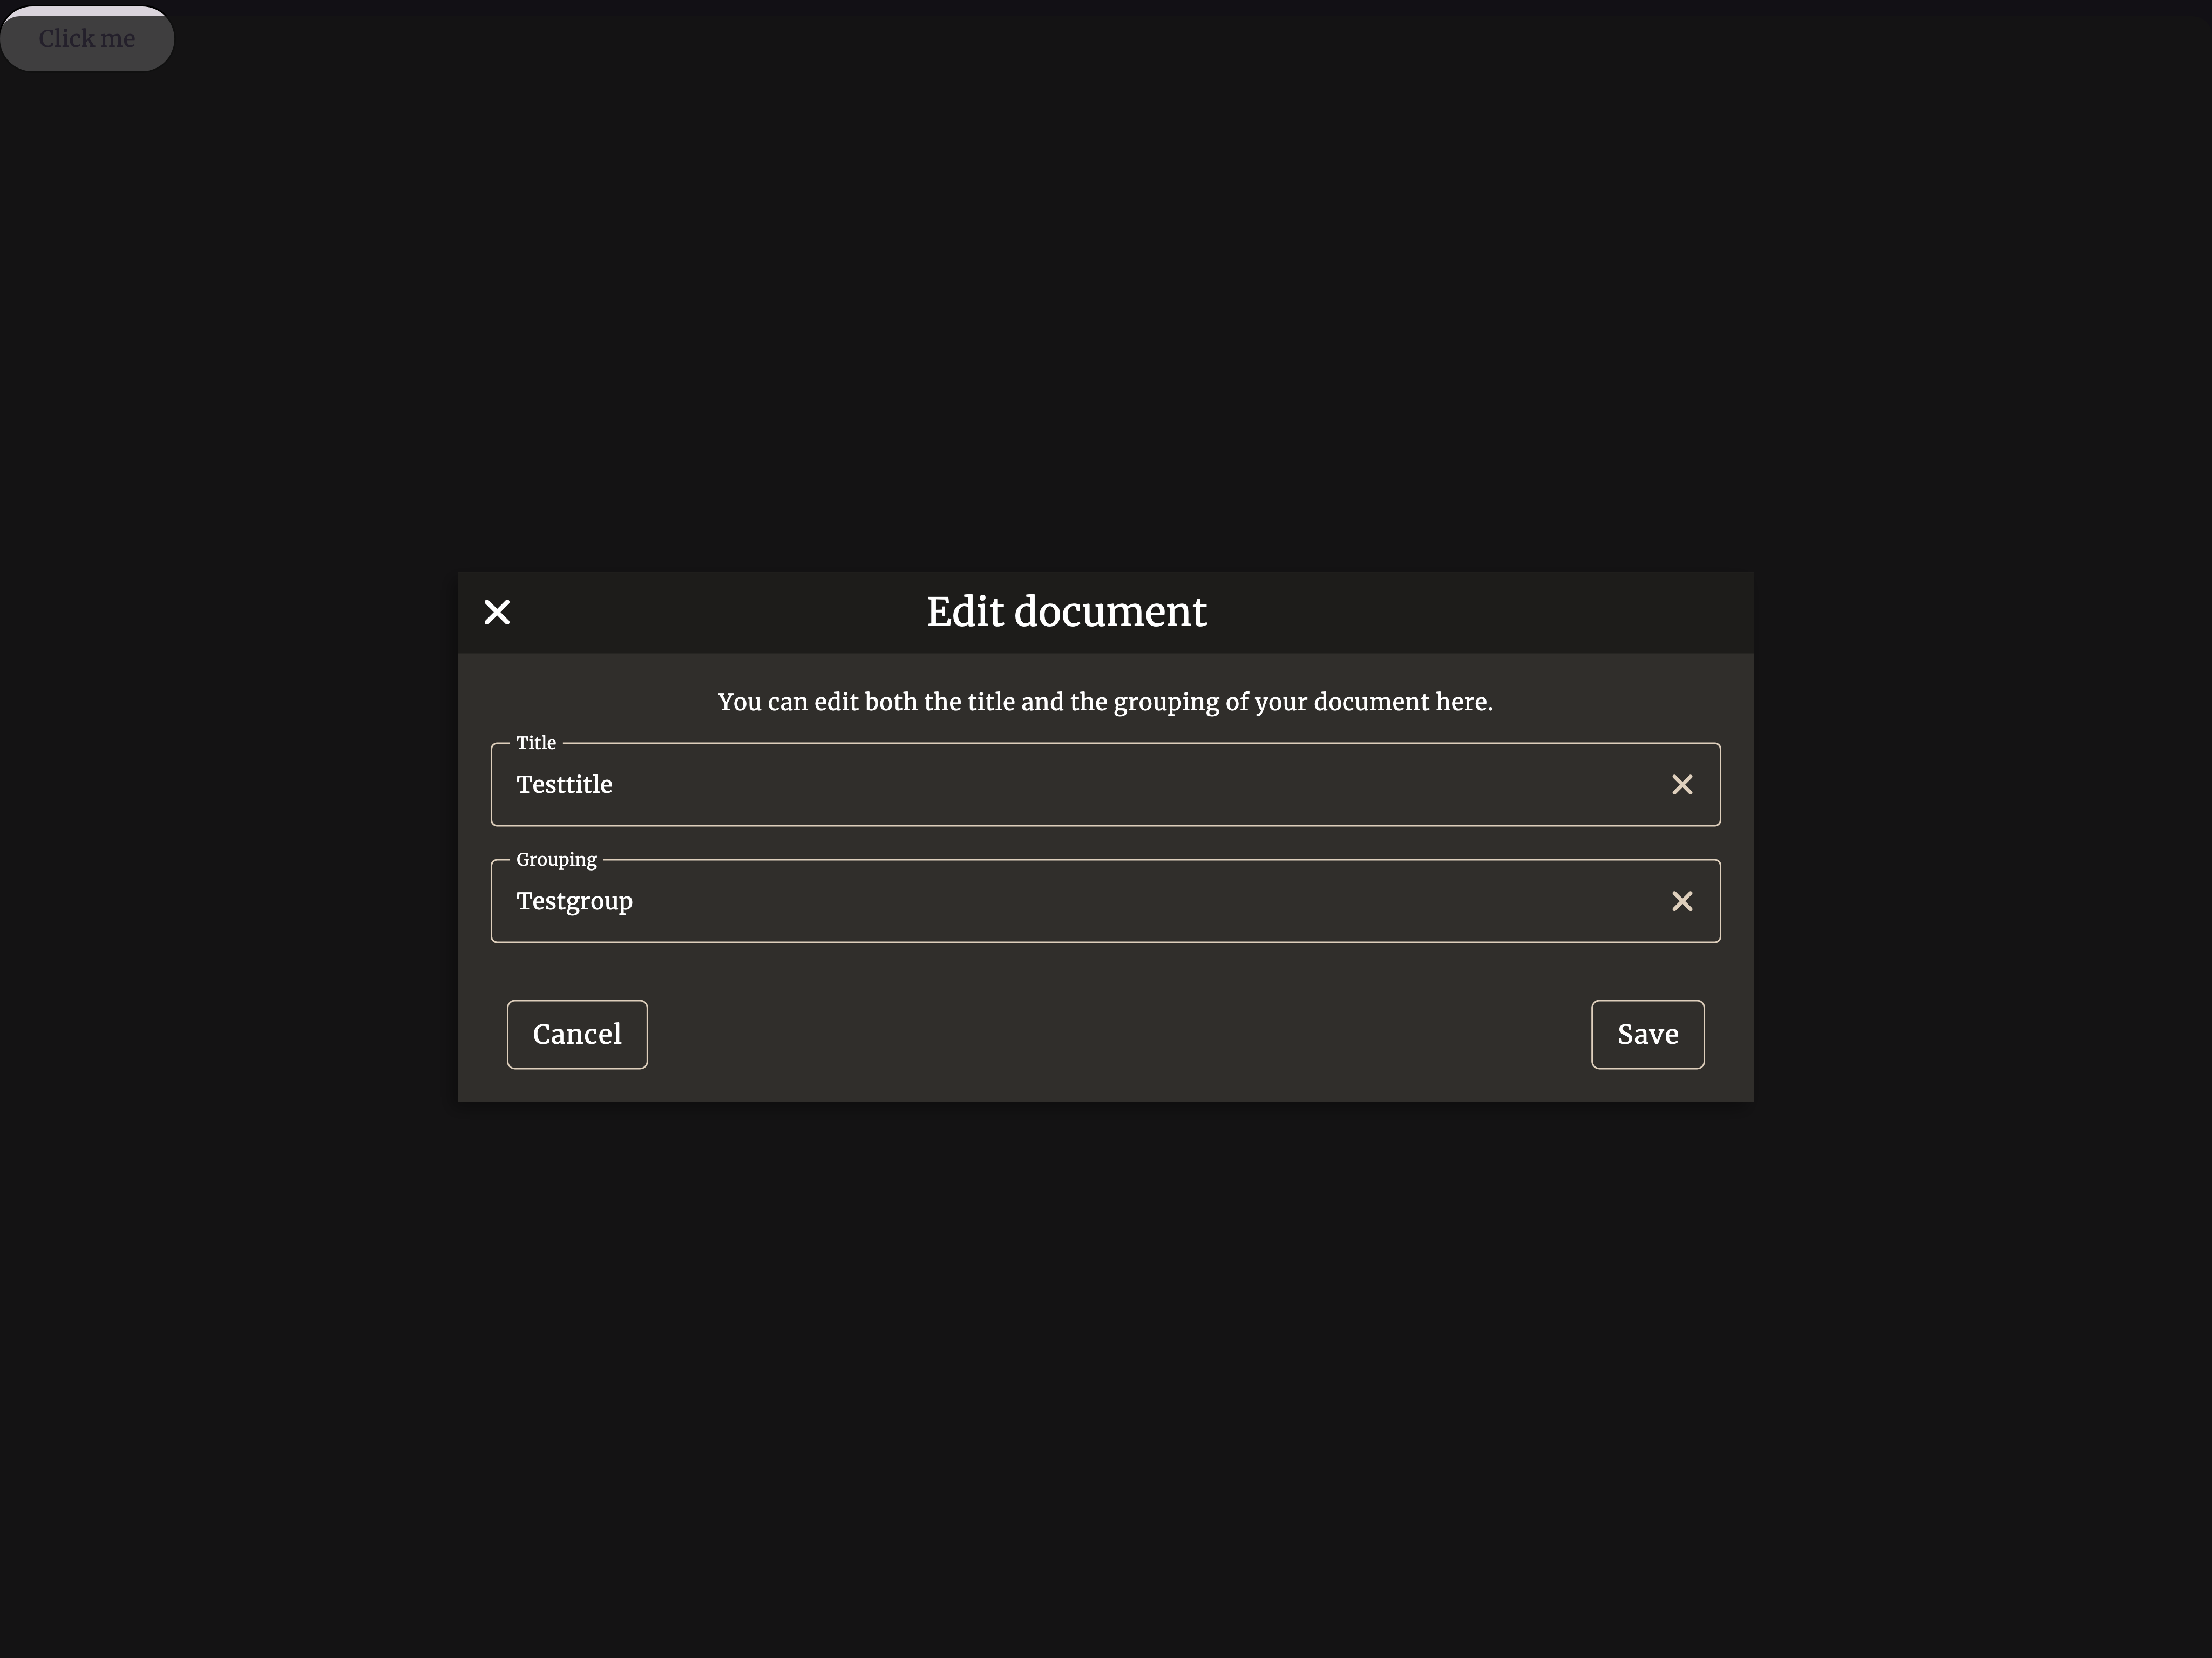 Click me
Edit document
You can edit both the title and the grouping of your document here.
Title
Testtitle
Grouping
Testgroup
Cancel
Save